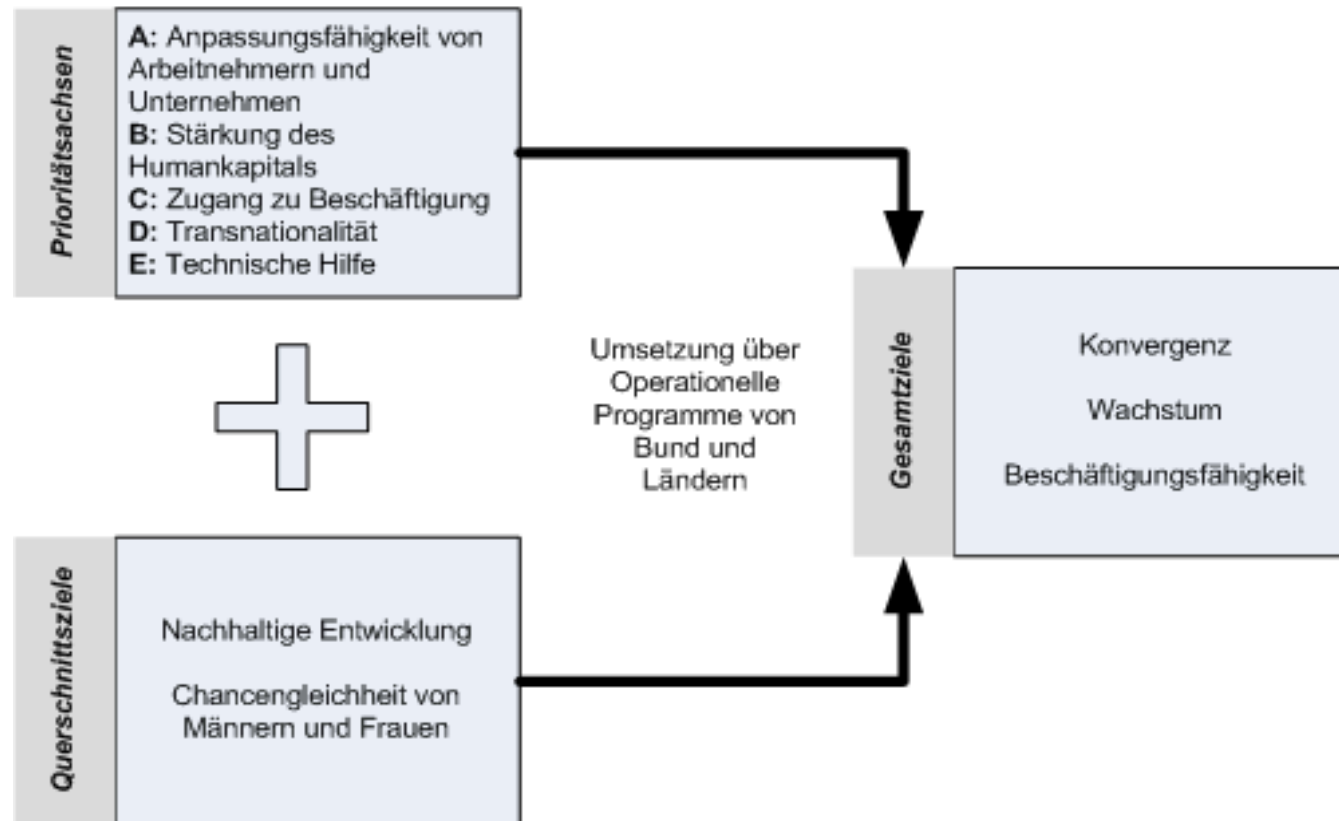 Prioritätsachsen
A: Anpassungsfähigkeit von
Arbeitnehmern und
Unternehmen
B: Stärkung des
Humankapitals
C: Zugang zu Beschäftigung
D: Transnationalität
E: Technische Hilfe
Umsetzung über
Operationelle
Programme von
Bund und
Ländern
Gesamtziele
Konvergenz
Wachstum
Beschäftigungsfähigkeit
Querschnittsziele
Nachhaltige Entwicklung
Chancengleichheit von
Männern und Frauen